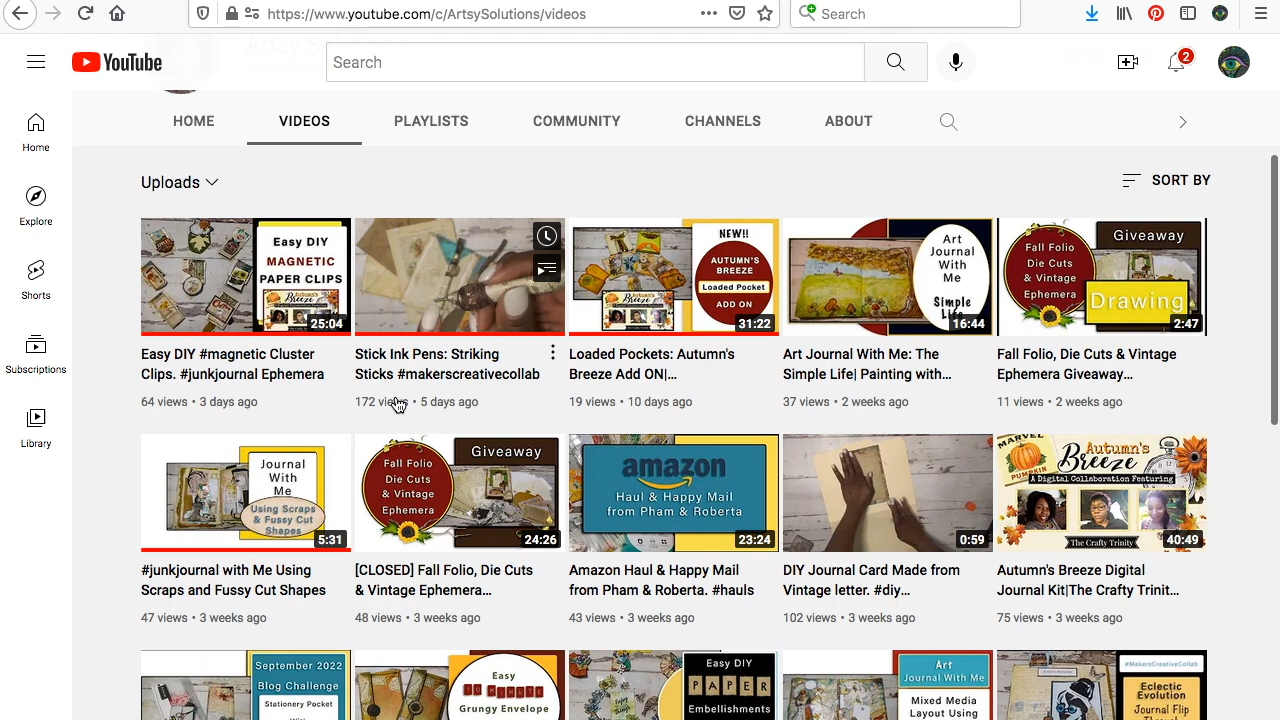 https://www.youtube.com/c/ArtsySolutions/videos
Search
YouTube
Search
2
HOME
VIDEOS
PLAYLISTS
COMMUNITY
CHANNELS
ABOUT
Home
Explore
Shorts
Subscriptions
Library
Uploads
SORT BY
Easy DIY
MAGNETIC
PAPER CLIPS
25:04
Easy DIY #magnetic Cluster
Clips. #junkjournal Ephemera
64 views • 3 days ago
Stick Ink Pens: Striking
Sticks #makerscreativecollab
172 views • 5 days ago
NEW!!
AUTUMN'S
BREEZE
Loaded Pocket
ADD ON
31:22
Loaded Pockets: Autumn's
Breeze Add ON|...
19 views • 10 days ago
Art
Journal
With Me
Simple
Life
16:44
Art Journal With Me: The
Simple Life| Painting with...
37 views • 2 weeks ago
Fall Folio
Die Cuts
& Vintage
Ephemera
Giveaway
Drawing
2:47
Fall Folio, Die Cuts & Vintage
Ephemera Giveaway...
11 views • 2 weeks ago
Journal
With
Me
Using Scraps
& Fussy Cut
Shapes
5:31
#junkjournal with Me Using
Scraps and Fussy Cut Shapes
47 views • 3 weeks ago
Fall Folio
Die Cuts
& Vintage
Ephemera
Giveaway
24:26
[CLOSED] Fall Folio, Die Cuts
& Vintage Ephemera...
48 views • 3 weeks ago
amazon
Haul & Happy Mail
from Pham & Roberta
23:24
Amazon Haul & Happy Mail
from Pham & Roberta. #hauls
43 views • 3 weeks ago
0:59
DIY Journal Card Made from
Vintage letter. #diy...
102 views • 3 weeks ago
MARVEL
PUMPKIN
Autumn's
Breeze
A Digital Collaboration Featuring
The Crafty Trinity
40:49
Autumn's Breeze Digital
Journal Kit|The Crafty Trinit...
75 views • 3 weeks ago
September 2022
Blog Challenge
Stationery Pocket
Easy
10 MINUTE
Grungy Envelope
Easy DIY
PAPER
Embellishments
Art
Journal With Me
Mixed Media
Layout Using
#MakersCreativeCollab
Eclectic
Evolution
Journal Flip